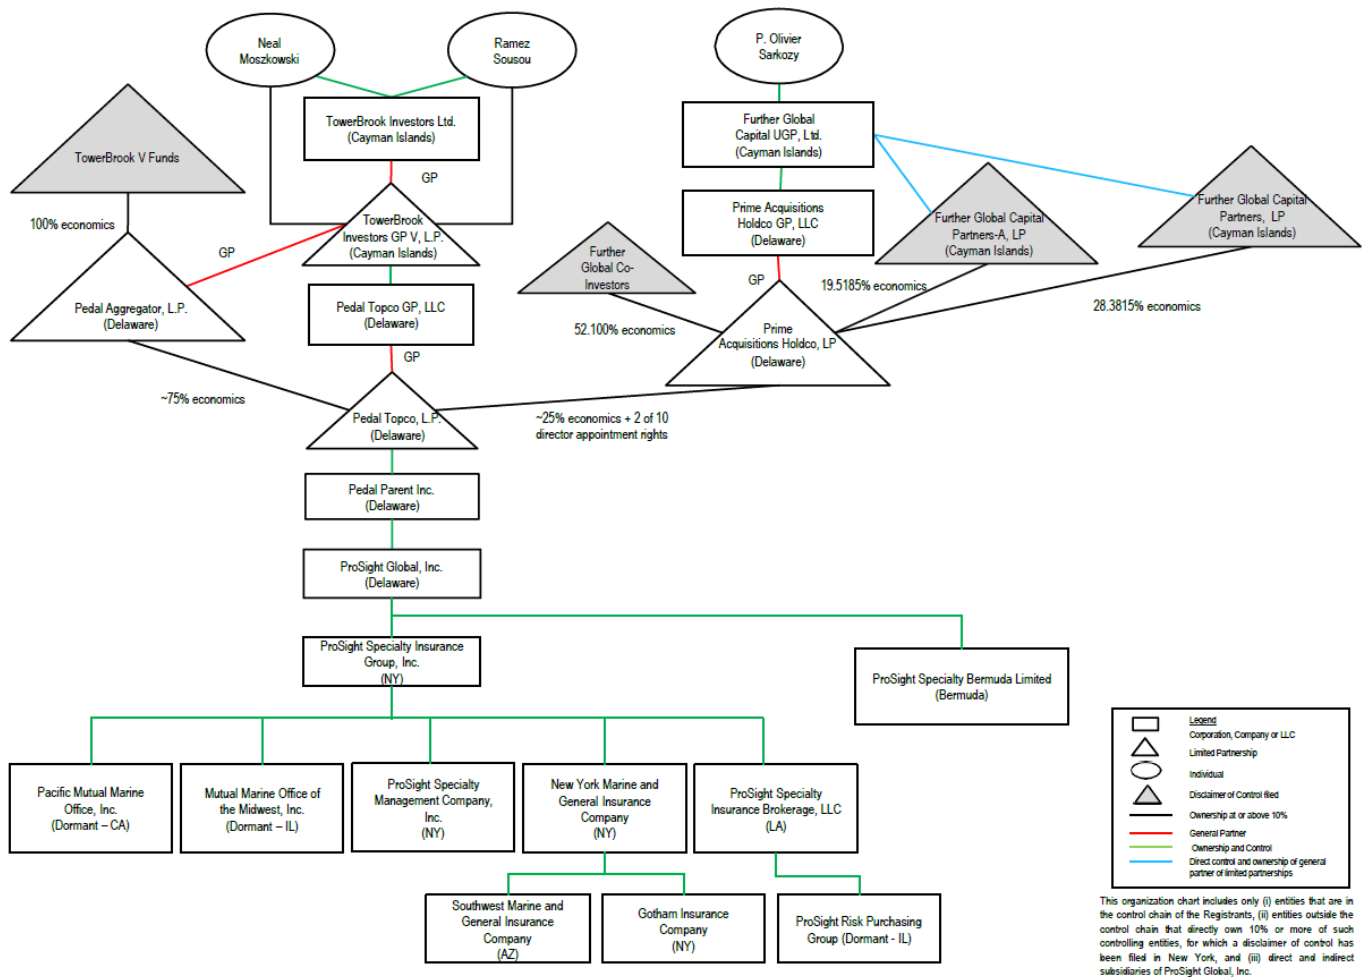 Neal
Moszkowski
Ramez
Sousou
P. Olivier
Sarkozy
TowerBrook V Funds
TowerBrook Investors Ltd.
(Cayman Islands)
Further Global
Capital UGP, Ltd.
(Cayman Islands)
GP
100% economics
GP
TowerBrook
Investors GP V, L.P.
(Cayman Islands)
Prime Acquisitions
Holdco GP, LLC
(Delaware)
Further Global Capital
Partners-A, LP
(Cayman Islands)
Further Global Capital
Partners, LP
(Cayman Islands)
Further
Global Co-
Investors
GP
19.5185% economics
28.3815% economics
Pedal Aggregator, L.P.
(Delaware)
Pedal Topco GP, LLC
(Delaware)
52.100% economics
Prime
Acquisitions Holdco, LP
(Delaware)
GP
~75% economics
Pedal Topco, L.P.
(Delaware)
~25% economics + 2 of 10
director appointment rights
Pedal Parent Inc.
(Delaware)
ProSight Global, Inc.
(Delaware)
ProSight Specialty Insurance
Group, Inc.
(NY)
ProSight Specialty Bermuda Limited
(Bermuda)
Pacific Mutual Marine
Office, Inc.
(Dormant – CA)
Mutual Marine Office of
the Midwest, Inc.
(Dormant – IL)
ProSight Specialty
Management Company,
Inc.
(NY)
New York Marine and
General Insurance
Company
(NY)
ProSight Specialty
Insurance Brokerage, LLC
(LA)
Southwest Marine and
General Insurance
Company
(AZ)
Gotham Insurance
Company
(NY)
ProSight Risk Purchasing
Group (Dormant - IL)
Legend
Corporation, Company or LLC
Limited Partnership
Individual
Disclaimer of Control filed
Ownership at or above 10%
General Partner
Ownership and Control
Direct control and ownership of general
partner of limited partnerships
This organization chart includes only (i) entities that are in
the control chain of the Registrants, (ii) entities outside the
control chain that directly own 10% or more of such
controlling entities, for which a disclaimer of control has
been filed in New York, and (iii) direct and indirect
subsidiaries of ProSight Global, Inc.